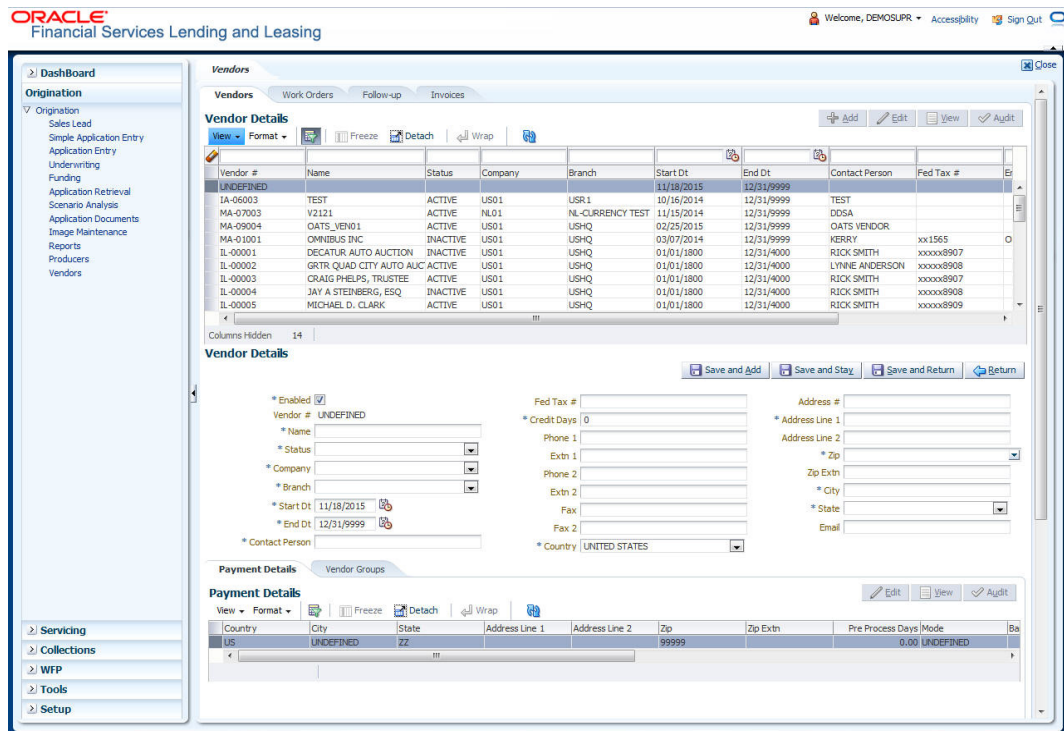 ORACLE
Financial Services Lending and Leasing
Welcome, DEMOSUPR Accessibility Sign Out
Close
DashBoard
Origination
Origination
Sales Lead
Simple Application Entry
Application Entry
Underwriting
Funding
Application Retrieval
Scenario Analysis
Application Documents
Image Maintenance
Reports
Producers
Vendors
Servicing
Collections
WFP
Tools
Setup
Vendors
Vendors Work Orders Follow-up Invoices
Vendor Details
Add Edit View Audit
View Format Freeze Detach Wrap
Vendor # Name Status Company Branch Start Dt End Dt Contact Person Fed Tax # Er
UNDEFINED 11/18/2015 12/31/9999
IA-06003 TEST ACTIVE US01 USR1 10/16/2014 12/31/9999 TEST
MA-07003 V2121 ACTIVE NL01 NL-CURRENCY TEST 11/15/2014 12/31/9999 DDSA
MA-09004 OATS_VEN01 ACTIVE US01 USHQ 02/25/2015 12/31/9999 OATS VENDOR
MA-01001 OMNIBUS INC INACTIVE US01 USHQ 03/07/2014 12/31/9999 KERRY xx1565 O
IL-00001 DECATUR AUTO AUCTION INACTIVE US01 USHQ 01/01/1800 12/31/4000 RICK SMITH xxxxx8907
IL-00002 GRTR QUAD CITY AUTO AUC ACTIVE US01 USHQ 01/01/1800 12/31/4000 LYNNE ANDERSON xxxxx8908
IL-00003 CRAIG PHELPS, TRUSTEE ACTIVE US01 USHQ 01/01/1800 12/31/4000 RICK SMITH xxxxx8907
IL-00004 JAY A STEINBERG, ESQ INACTIVE US01 USHQ 01/01/1800 12/31/4000 RICK SMITH xxxxx8908
IL-00005 MICHAEL D. CLARK ACTIVE US01 USHQ 01/01/1800 12/31/4000 RICK SMITH xxxxx8909
Columns Hidden 14
Vendor Details
Save and Add Save and Stay Save and Return Return
* Enabled
Vendor # UNDEFINED
* Name
* Status
* Company
* Branch
* Start Dt 11/18/2015
* End Dt 12/31/9999
* Contact Person
Fed Tax #
* Credit Days 0
Phone 1
Extn 1
Phone 2
Extn 2
Fax
Fax 2
* Country UNITED STATES
Address #
* Address Line 1
Address Line 2
* Zip
Zip Extn
* City
* State
Email
Payment Details Vendor Groups
Payment Details
Edit View Audit
View Format Freeze Detach Wrap
Country City State Address Line 1 Address Line 2 Zip Zip Extn Pre Process Days Mode Ba
US UNDEFINED ZZ 99999 0.00 UNDEFINED